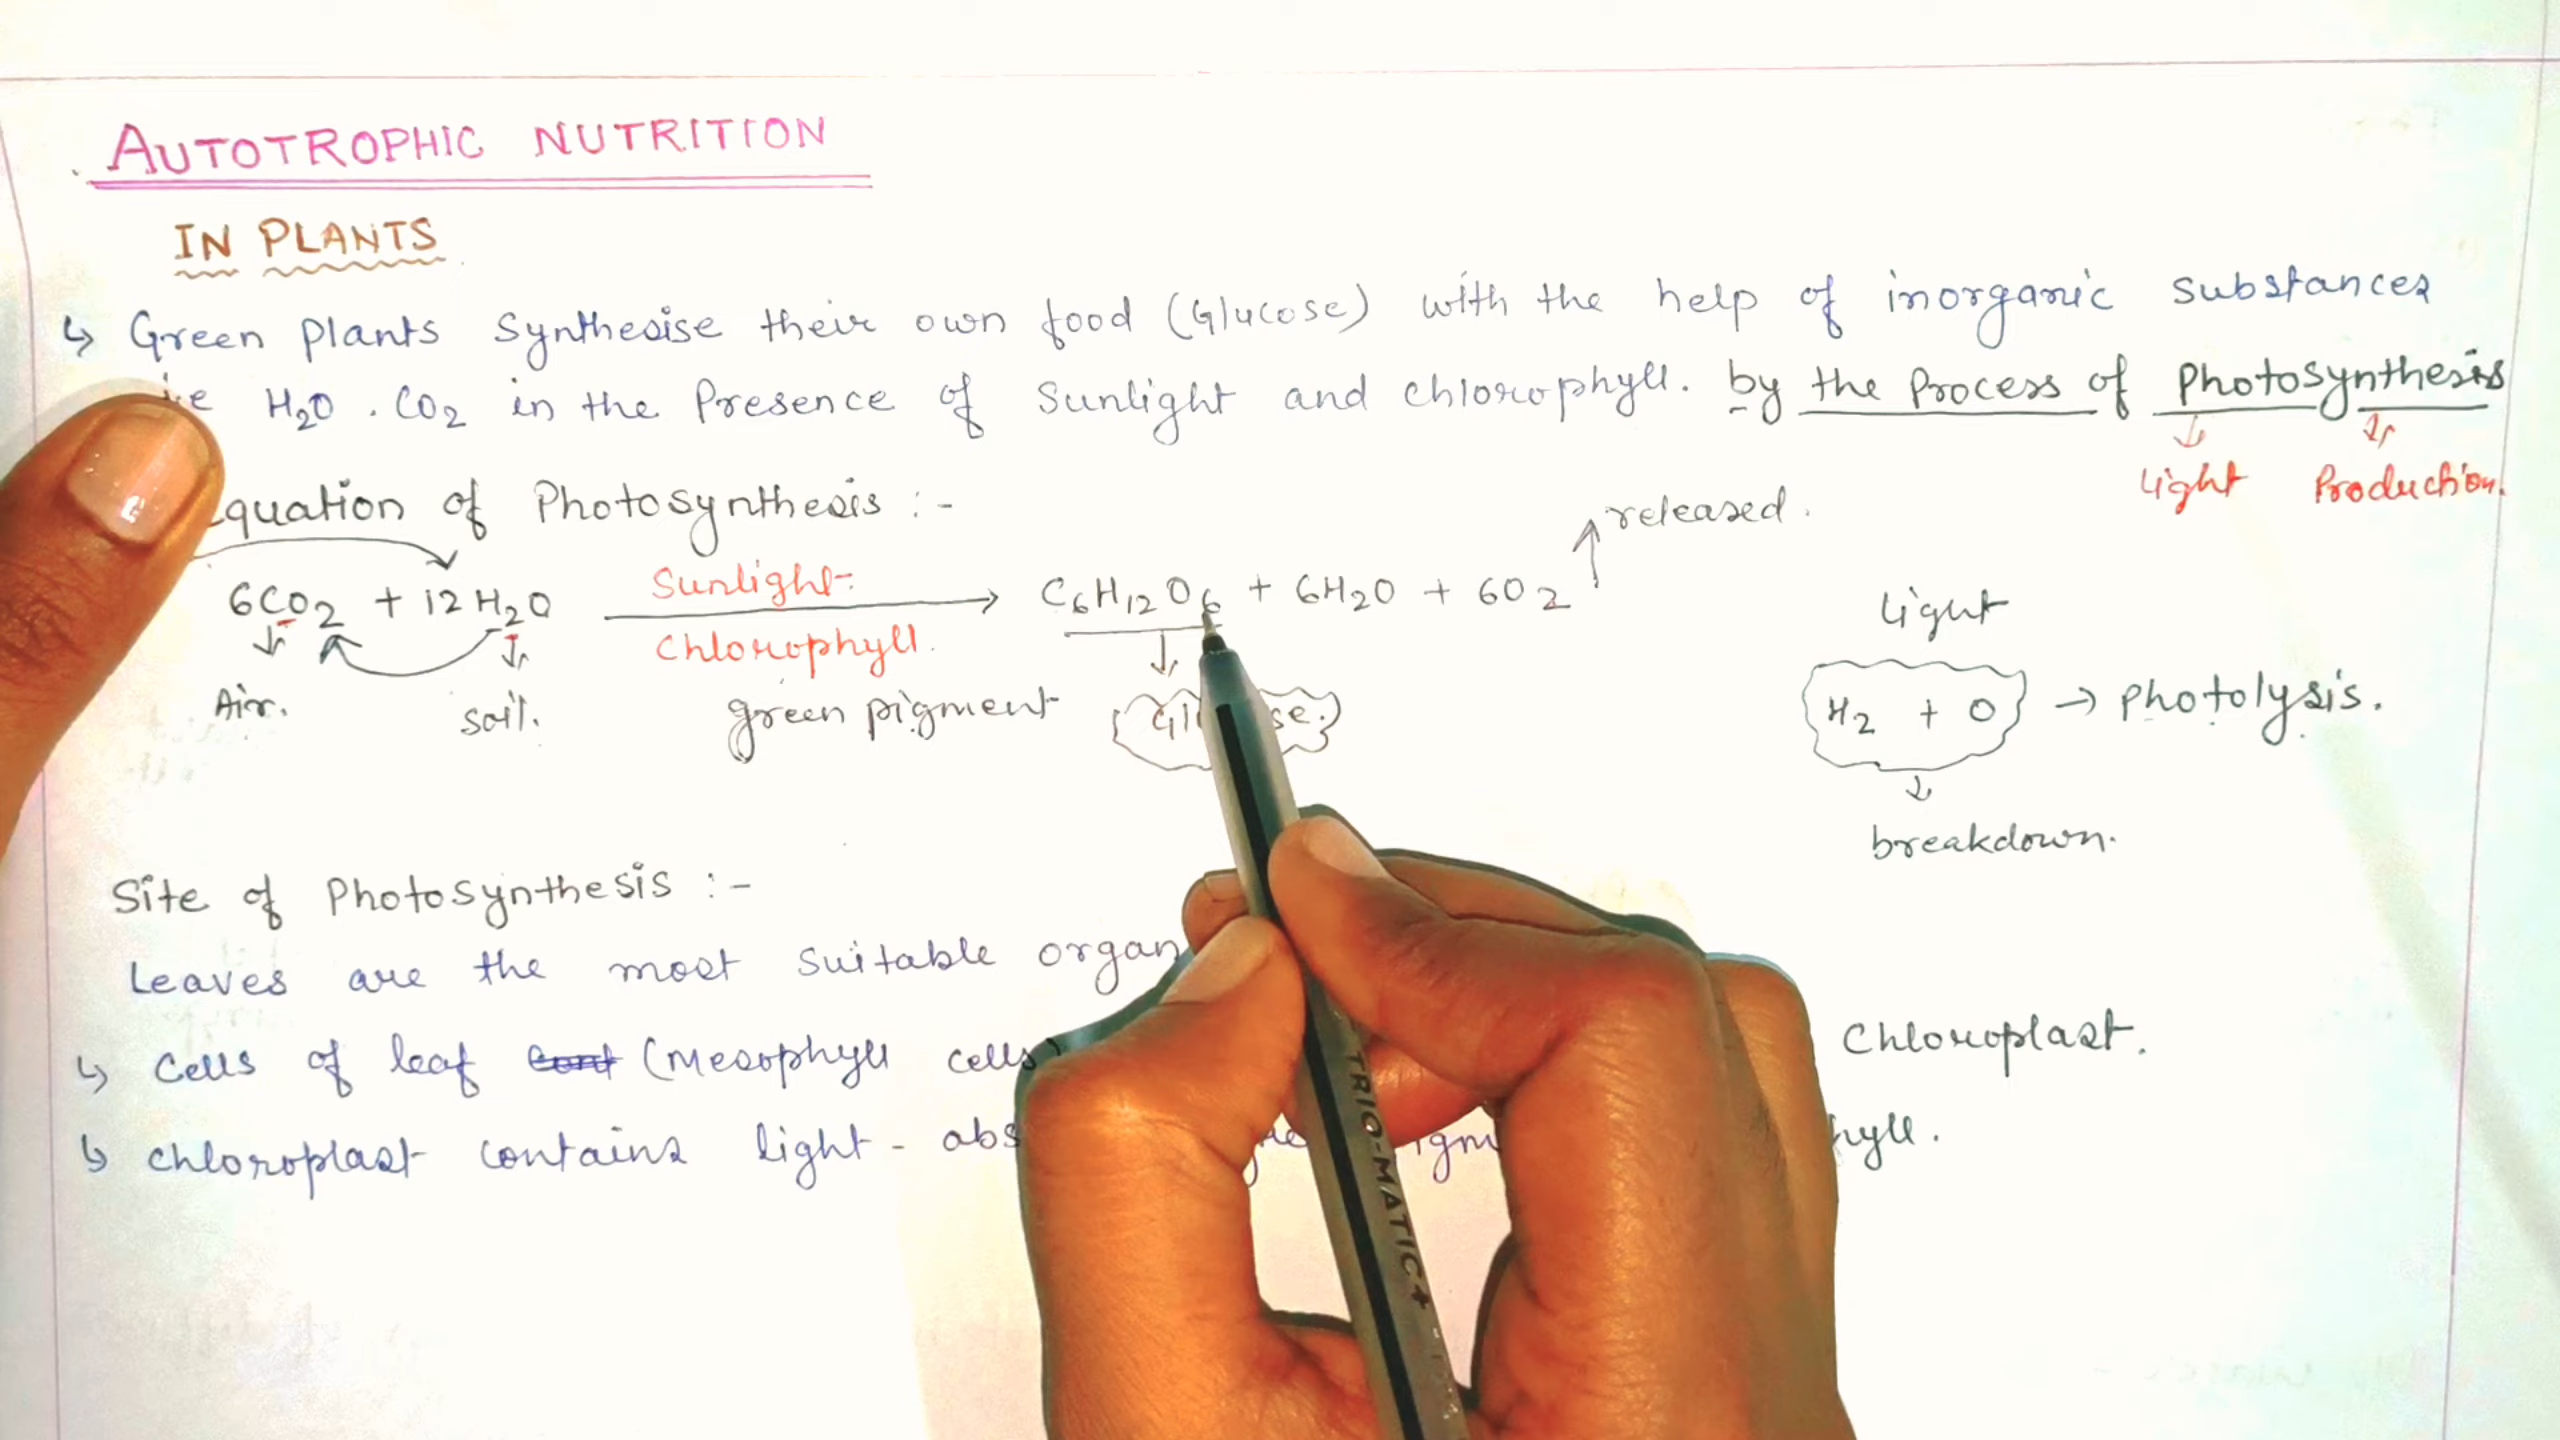 AUTOTROPHIC NUTRITION
IN PLANTS
↳ Green plants synthesise their own food (Glucose) with the help of inorganic substances
i.e H2O . CO2 in the Presence of Sunlight and chlorophyll. by the Process of Photosynthesis
Light Production.
quation of Photosynthesis :-
released.
6CO2 + 12H2O Sunlight Chlorophyll. → C6H12O6 + 6H2O + 6O2 ↑
Air. soil. green pigment
Light
H2 + O → Photolysis.
breakdown.
Site of Photosynthesis :-
Leaves are the most suitable organ
↳ Cells of leaf (Mesophyll cells) Chloroplast.
↳ chloroplast contains light - abs hyll.
TRIO-MATIC+